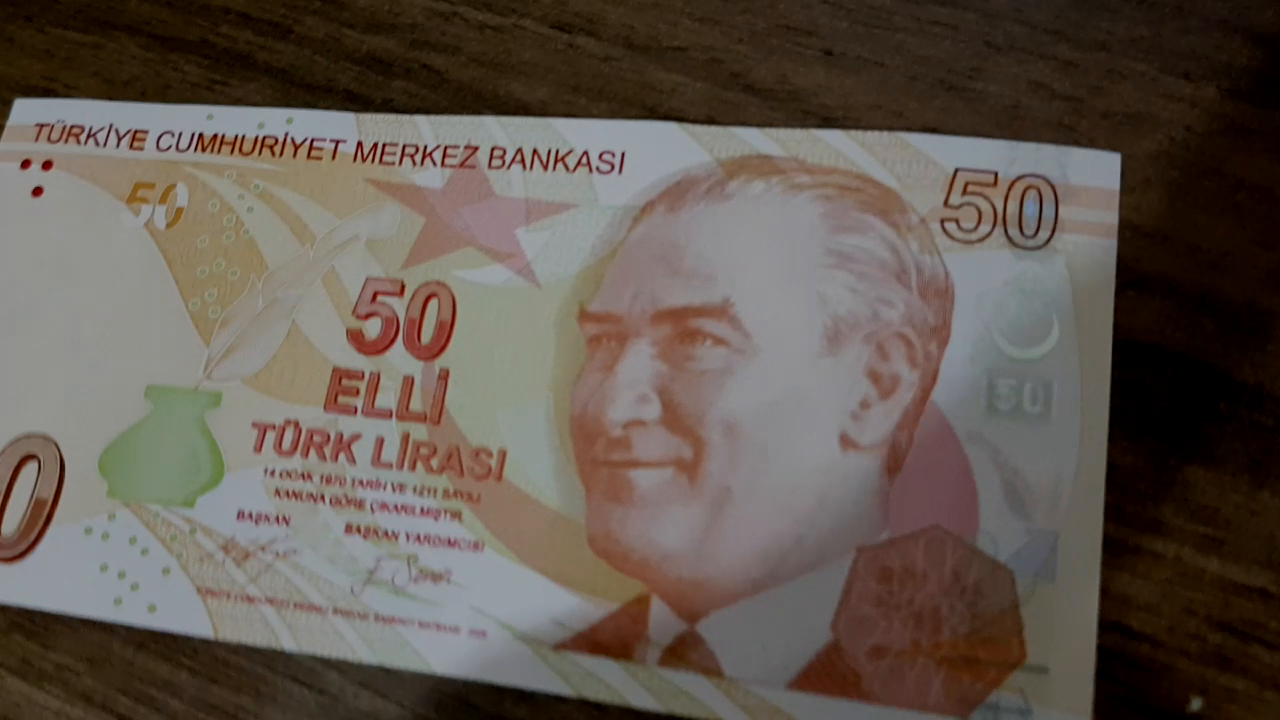 TÜRKİYE CUMHURİYET MERKEZ BANKASI
50
50
50
ELLİ
TÜRK LİRASI
14 OCAK 1970 TARİH VE 1211 SAYILI
KANUNA GÖRE ÇIKARILMIŞTIR.
BAŞKAN
BAŞKAN YARDIMCISI
50
0